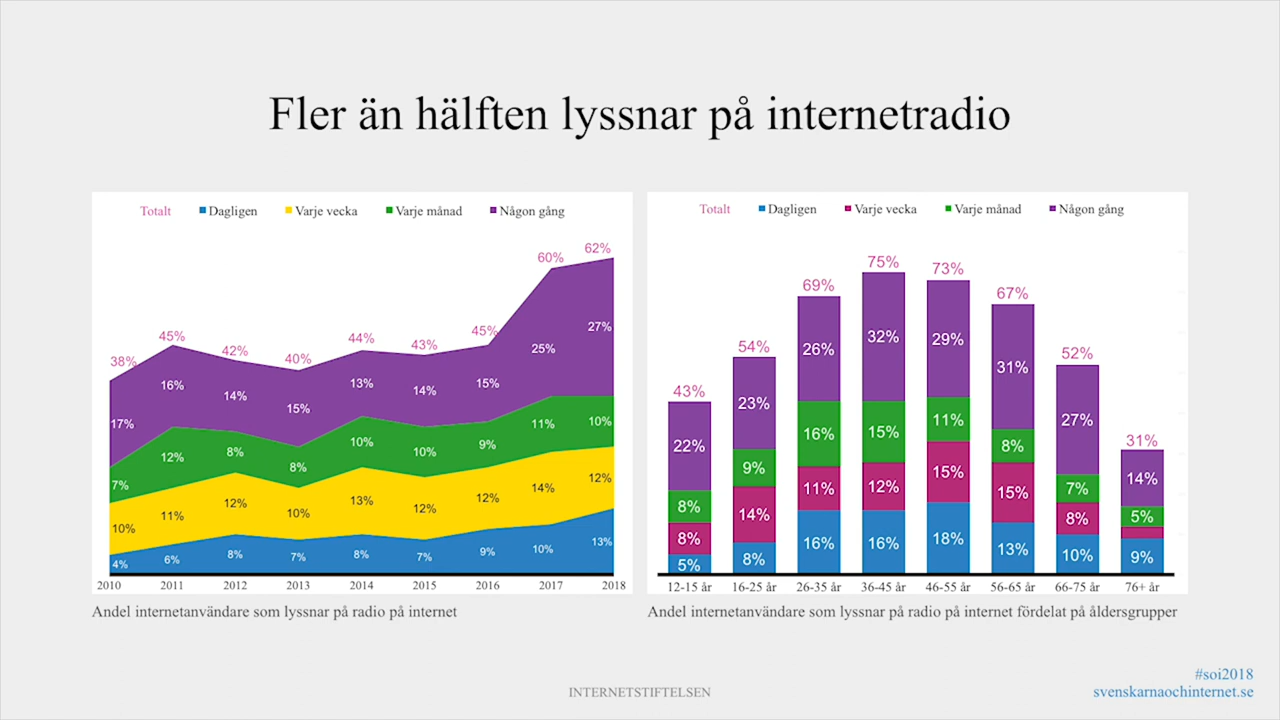 Fler än hälften lyssnar på internetradio
Totalt Dagligen Varje vecka Varje månad Någon gång
38% 45% 42% 40% 44% 43% 45% 60% 62%
17% 16% 14% 15% 13% 14% 15% 25% 27%
7% 12% 8% 8% 10% 10% 9% 11% 10%
10% 11% 12% 10% 13% 12% 12% 14% 12%
4% 6% 8% 7% 8% 7% 9% 10% 13%
2010 2011 2012 2013 2014 2015 2016 2017 2018
Andel internetanvändare som lyssnar på radio på internet
Totalt Dagligen Varje vecka Varje månad Någon gång
43% 54% 69% 75% 73% 67% 52% 31%
22% 23% 26% 32% 29% 31% 27% 14%
8% 9% 16% 15% 11% 8% 7% 5%
8% 14% 11% 12% 15% 15% 8%
5% 8% 16% 16% 18% 13% 10% 9%
12-15 år 16-25 år 26-35 år 36-45 år 46-55 år 56-65 år 66-75 år 76+ år
Andel internetanvändare som lyssnar på radio på internet fördelat på åldersgrupper
#soi2018
INTERNETSTIFTELSEN
svenskarnaochinternet.se